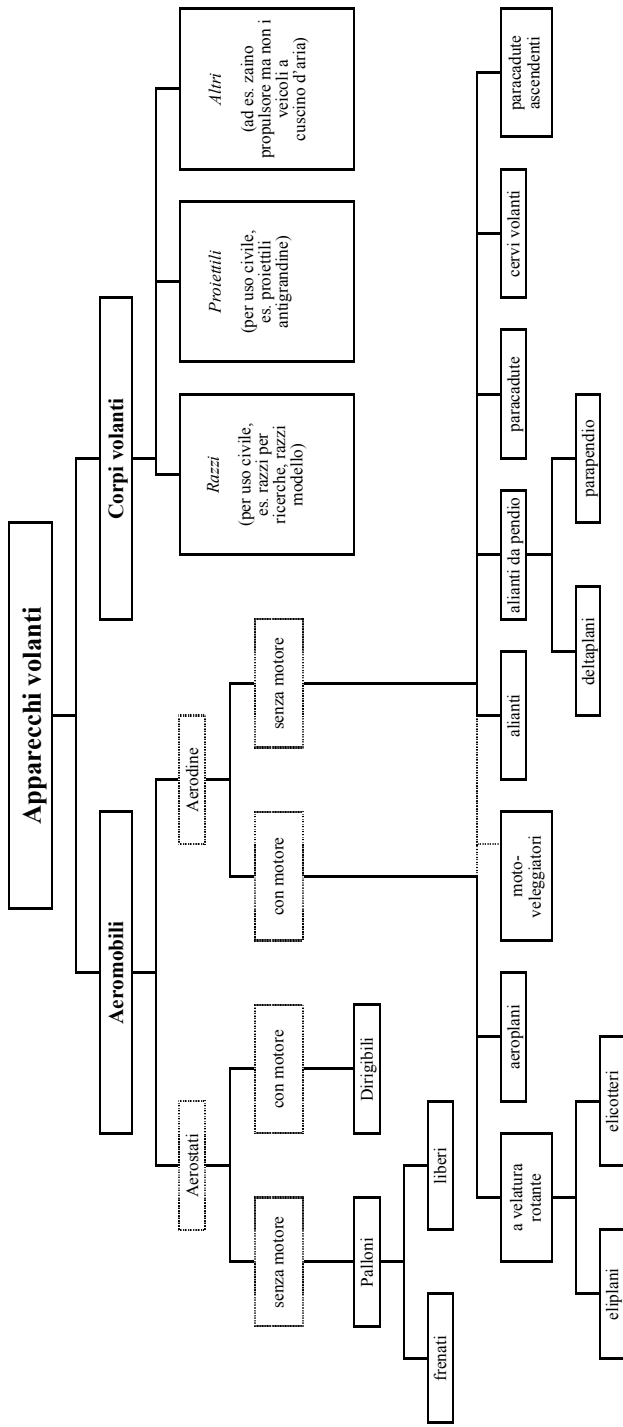 Apparecchi volanti
Aeromobili
Corpi volanti
Aerostati
Aerodine
Razzi
(per uso civile,
es. razzi per
ricerche, razzi
modello)
Proiettili
(per uso civile,
es. proiettili
antigrandine)
Altri
(ad es. zaino
propulsore ma non i
veicoli a
cuscino d'aria)
senza motore
con motore
con motore
senza motore
Palloni
Dirigibili
frenati
liberi
a velatura
rotante
aeroplani
moto-
veleggiatori
alianti
alianti da pendio
paracadute
cervi volanti
paracadute
ascendenti
eliplani
elicotteri
deltaplani
parapendio